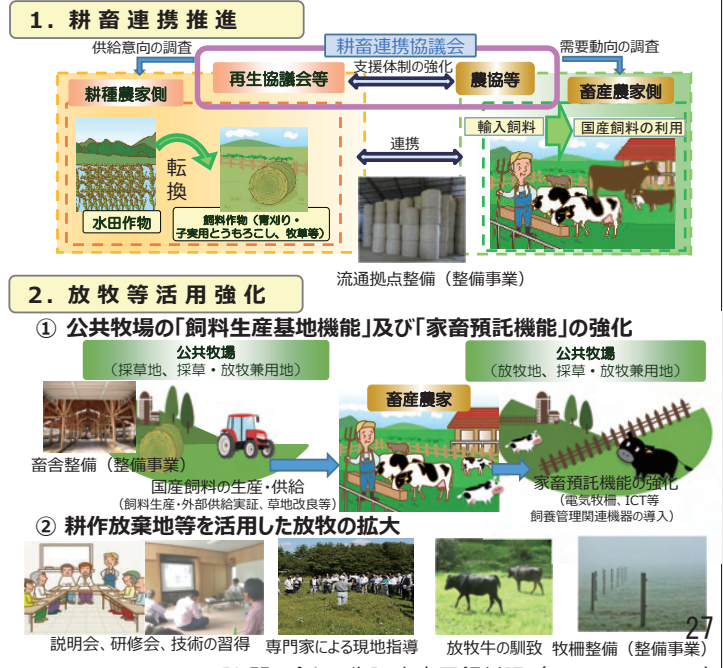 1．耕畜連携推進
供給意向の調査
耕畜連携協議会
需要動向の調査
再生協議会等
支援体制の強化
農協等
耕種農家側
畜産農家側
輸入飼料
国産飼料の利用
転換
連携
水田作物
飼料作物（青刈り・
子実用とうもろこし、牧草等）
流通拠点整備（整備事業）
2．放牧等活用強化
① 公共牧場の「飼料生産基地機能」及び「家畜預託機能」の強化
公共牧場
（採草地、採草・放牧兼用地）
公共牧場
（放牧地、採草・放牧兼用地）
畜産農家
畜舎整備（整備事業）
国産飼料の生産・供給
（飼料生産・外部供給実証、草地改良等）
家畜預託機能の強化
（電気牧柵、ICT等
飼養管理関連機器の導入）
② 耕作放棄地等を活用した放牧の拡大
説明会、研修会、技術の習得
専門家による現地指導
放牧牛の馴致
牧柵整備（整備事業）
27